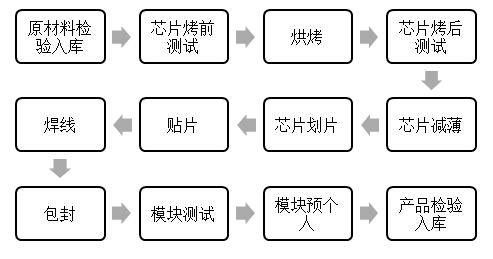 原材料检
验入库
芯片烤前
测试
烘烤
芯片烤后
测试
芯片减薄
芯片划片
贴片
焊线
包封
模块测试
模块预个
人
产品检验
入库